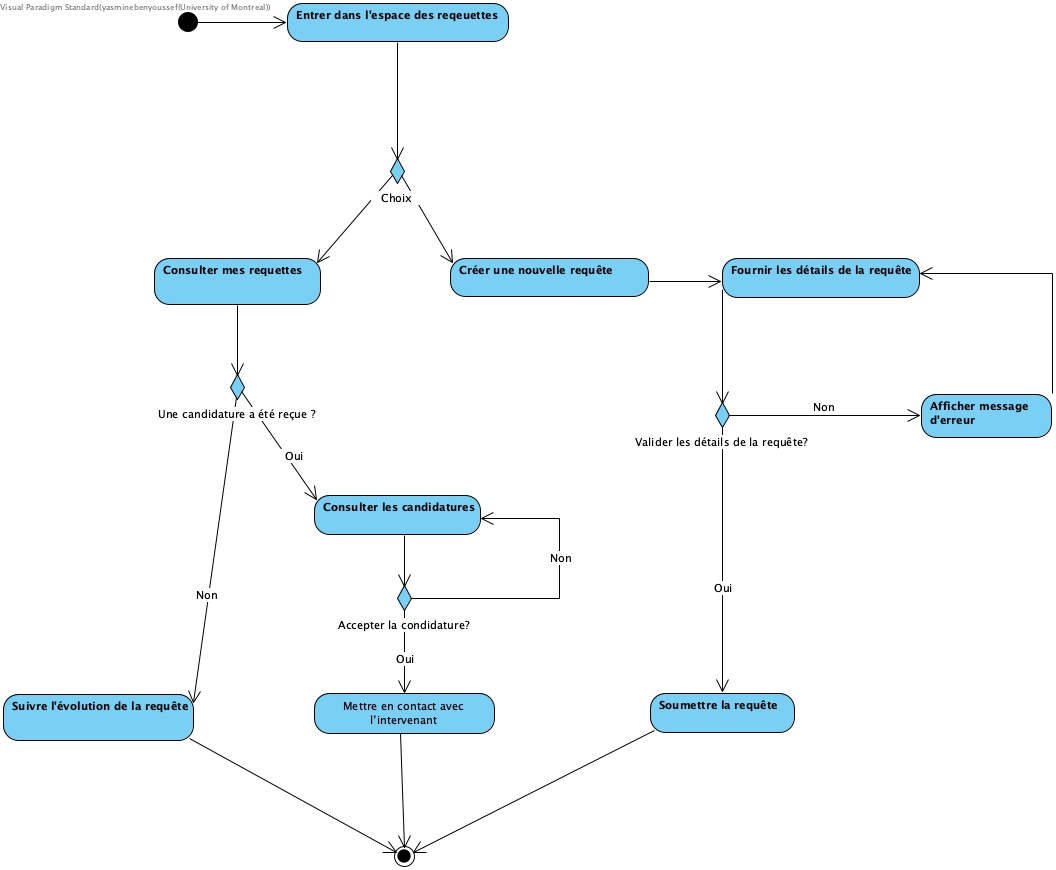 Visual Paradigm Standard(yasminebenyoussef(University of Montreal))
Entrer dans l'espace des reqeuettes
Choix
Consulter mes requettes
Créer une nouvelle requête
Fournir les détails de la requête
Non
Afficher message
d'erreur
Une candidature a été reçue ?
Valider les détails de la requête?
Oui
Consulter les candidatures
Non
Oui
Non
Accepter la condidature?
Oui
Suivre l'évolution de la requête
Mettre en contact avec
l'intervenant
Soumettre la requête